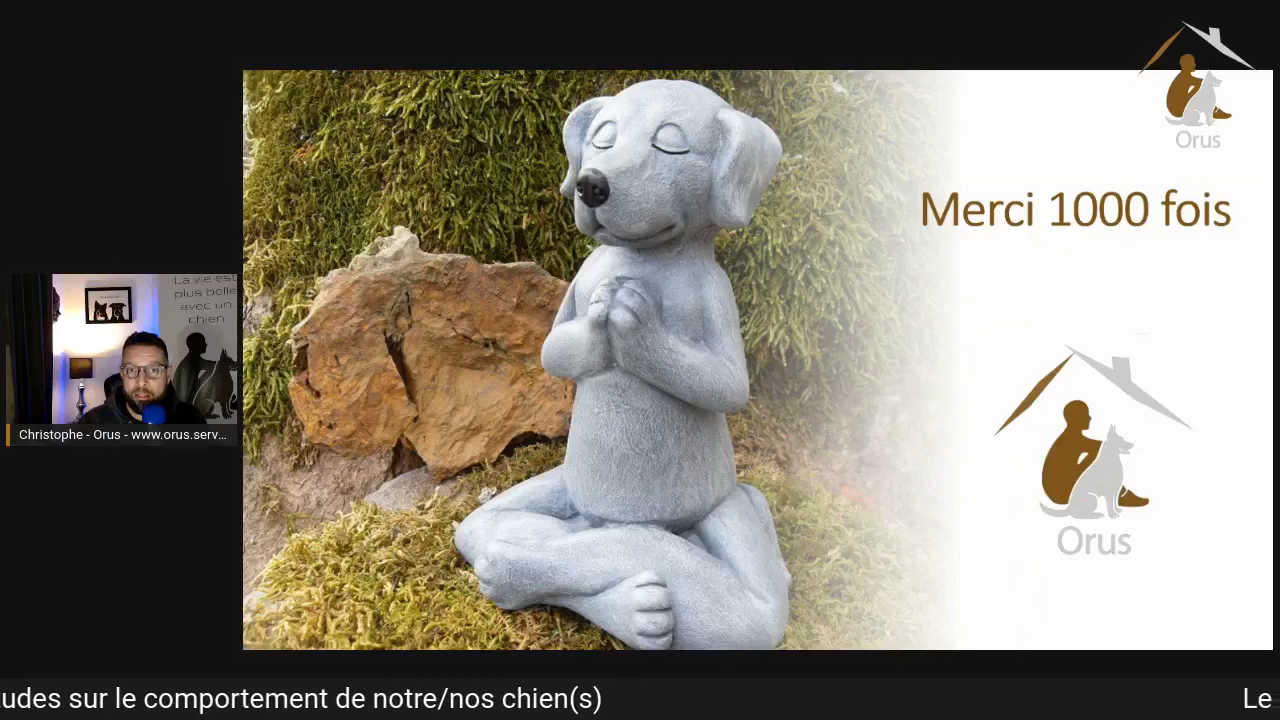 Orus
Merci 1000 fois
La vie est
plus belle
avec un
chien
Christophe - Orus - www.orus.serv...
Orus
tudes sur le comportement de notre/nos chien(s)
Le